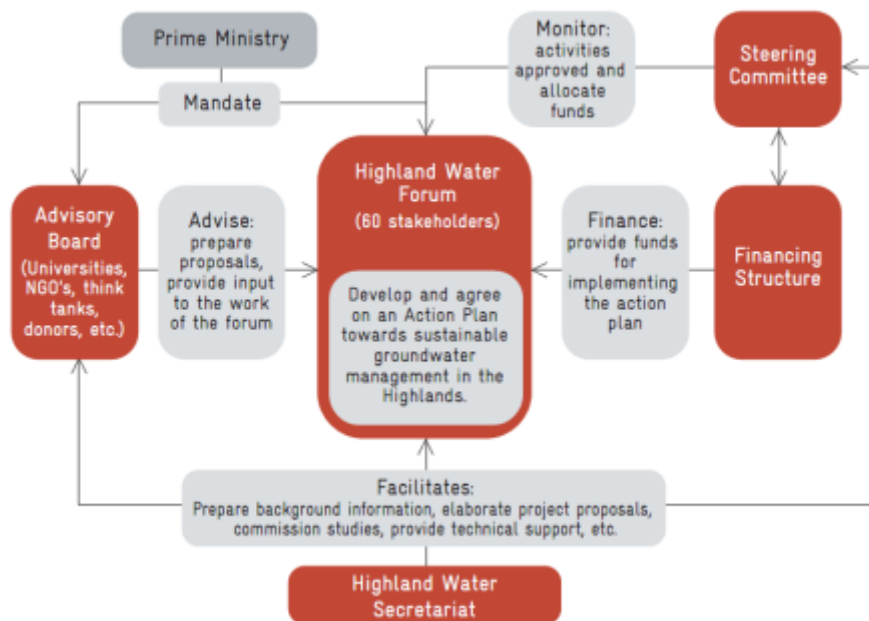 Prime Ministry
Mandate
Monitor:
activities
approved and
allocate
funds
Steering
Committee
Advisory
Board
(Universities,
NGO's, think
tanks,
donors, etc.)
Advise:
prepare
proposals,
provide input
to the work
of the forum
Highland Water
Forum
(60 stakeholders)
Develop and agree
on an Action Plan
towards sustainable
groundwater
management in the
Highlands.
Finance:
provide funds
for
implementing
the action
plan
Financing
Structure
Facilitates:
Prepare background information, elaborate project proposals,
commission studies, provide technical support, etc.
Highland Water
Secretariat